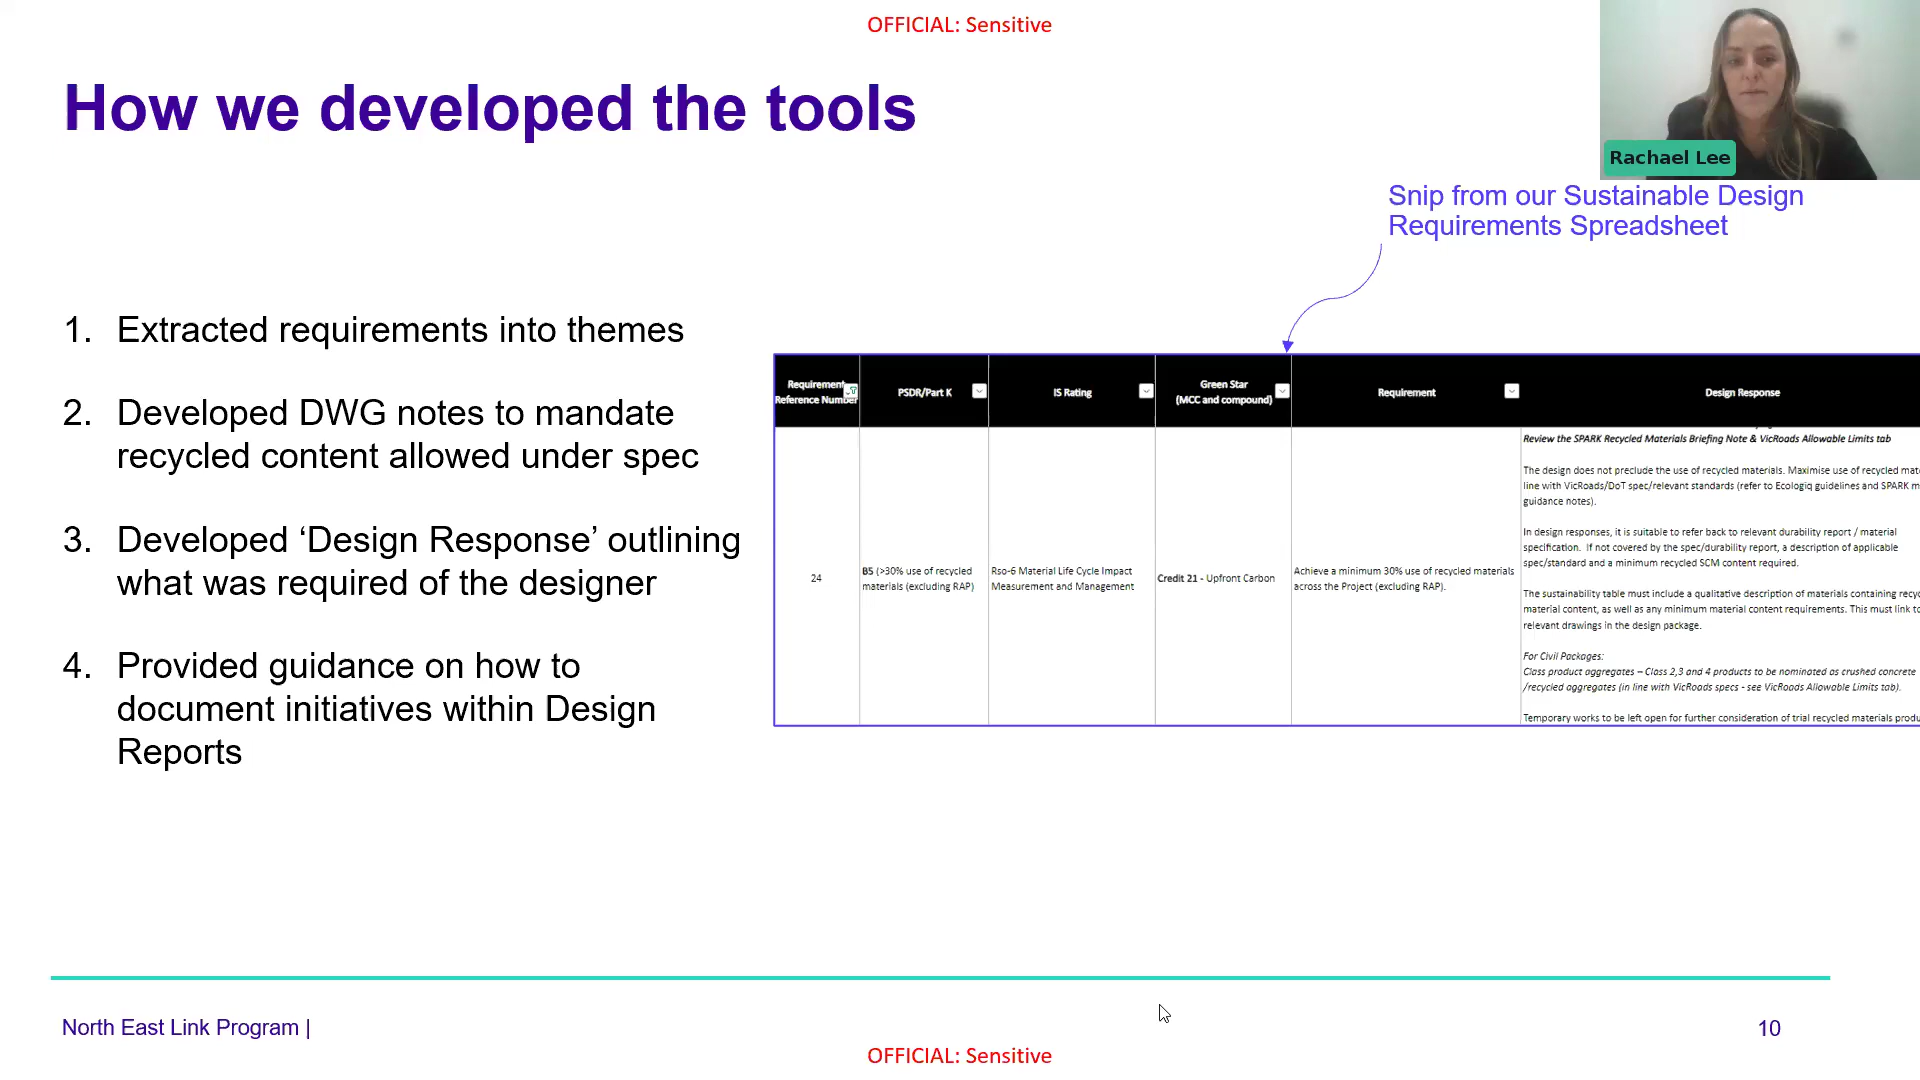 OFFICIAL: Sensitive
How we developed the tools
Rachael Lee
Snip from our Sustainable Design
Requirements Spreadsheet
1. Extracted requirements into themes
2. Developed DWG notes to mandate
recycled content allowed under spec
3. Developed ‘Design Response’ outlining
what was required of the designer
4. Provided guidance on how to
document initiatives within Design
Reports
Requirement
Reference Number
PSDR/Part K
IS Rating
Green Star
(MCC and compound)
Requirement
Design Response
24
B5 (>30% use of recycled
materials (excluding RAP)
Rso-6 Material Life Cycle Impact
Measurement and Management
Credit 21 - Upfront Carbon
Achieve a minimum 30% use of recycled materials
across the Project (excluding RAP).
Review the SPARK Recycled Materials Briefing Note & VicRoads Allowable Limits tab
The design does not preclude the use of recycled materials. Maximise use of recycled
line with VicRoads/DoT spec/relevant standards (refer to Ecologiq guidelines and SPARK
guidance notes).
In design responses, it is suitable to refer back to relevant durability report / material
specification. If not covered by the spec/durability report, a description of applicable
spec/standard and a minimum recycled SCM content required.
The sustainability table must include a qualitative description of materials containing
material content, as well as any minimum material content requirements. This must link to
relevant drawings in the design package.
For Civil Packages:
Class product aggregates – Class 2,3 and 4 products to be nominated as crushed concrete
/recycled aggregates (in line with VicRoads specs - see VicRoads Allowable Limits tab).
Temporary works to be left open for further consideration of trial recycled materials
North East Link Program |
10
OFFICIAL: Sensitive